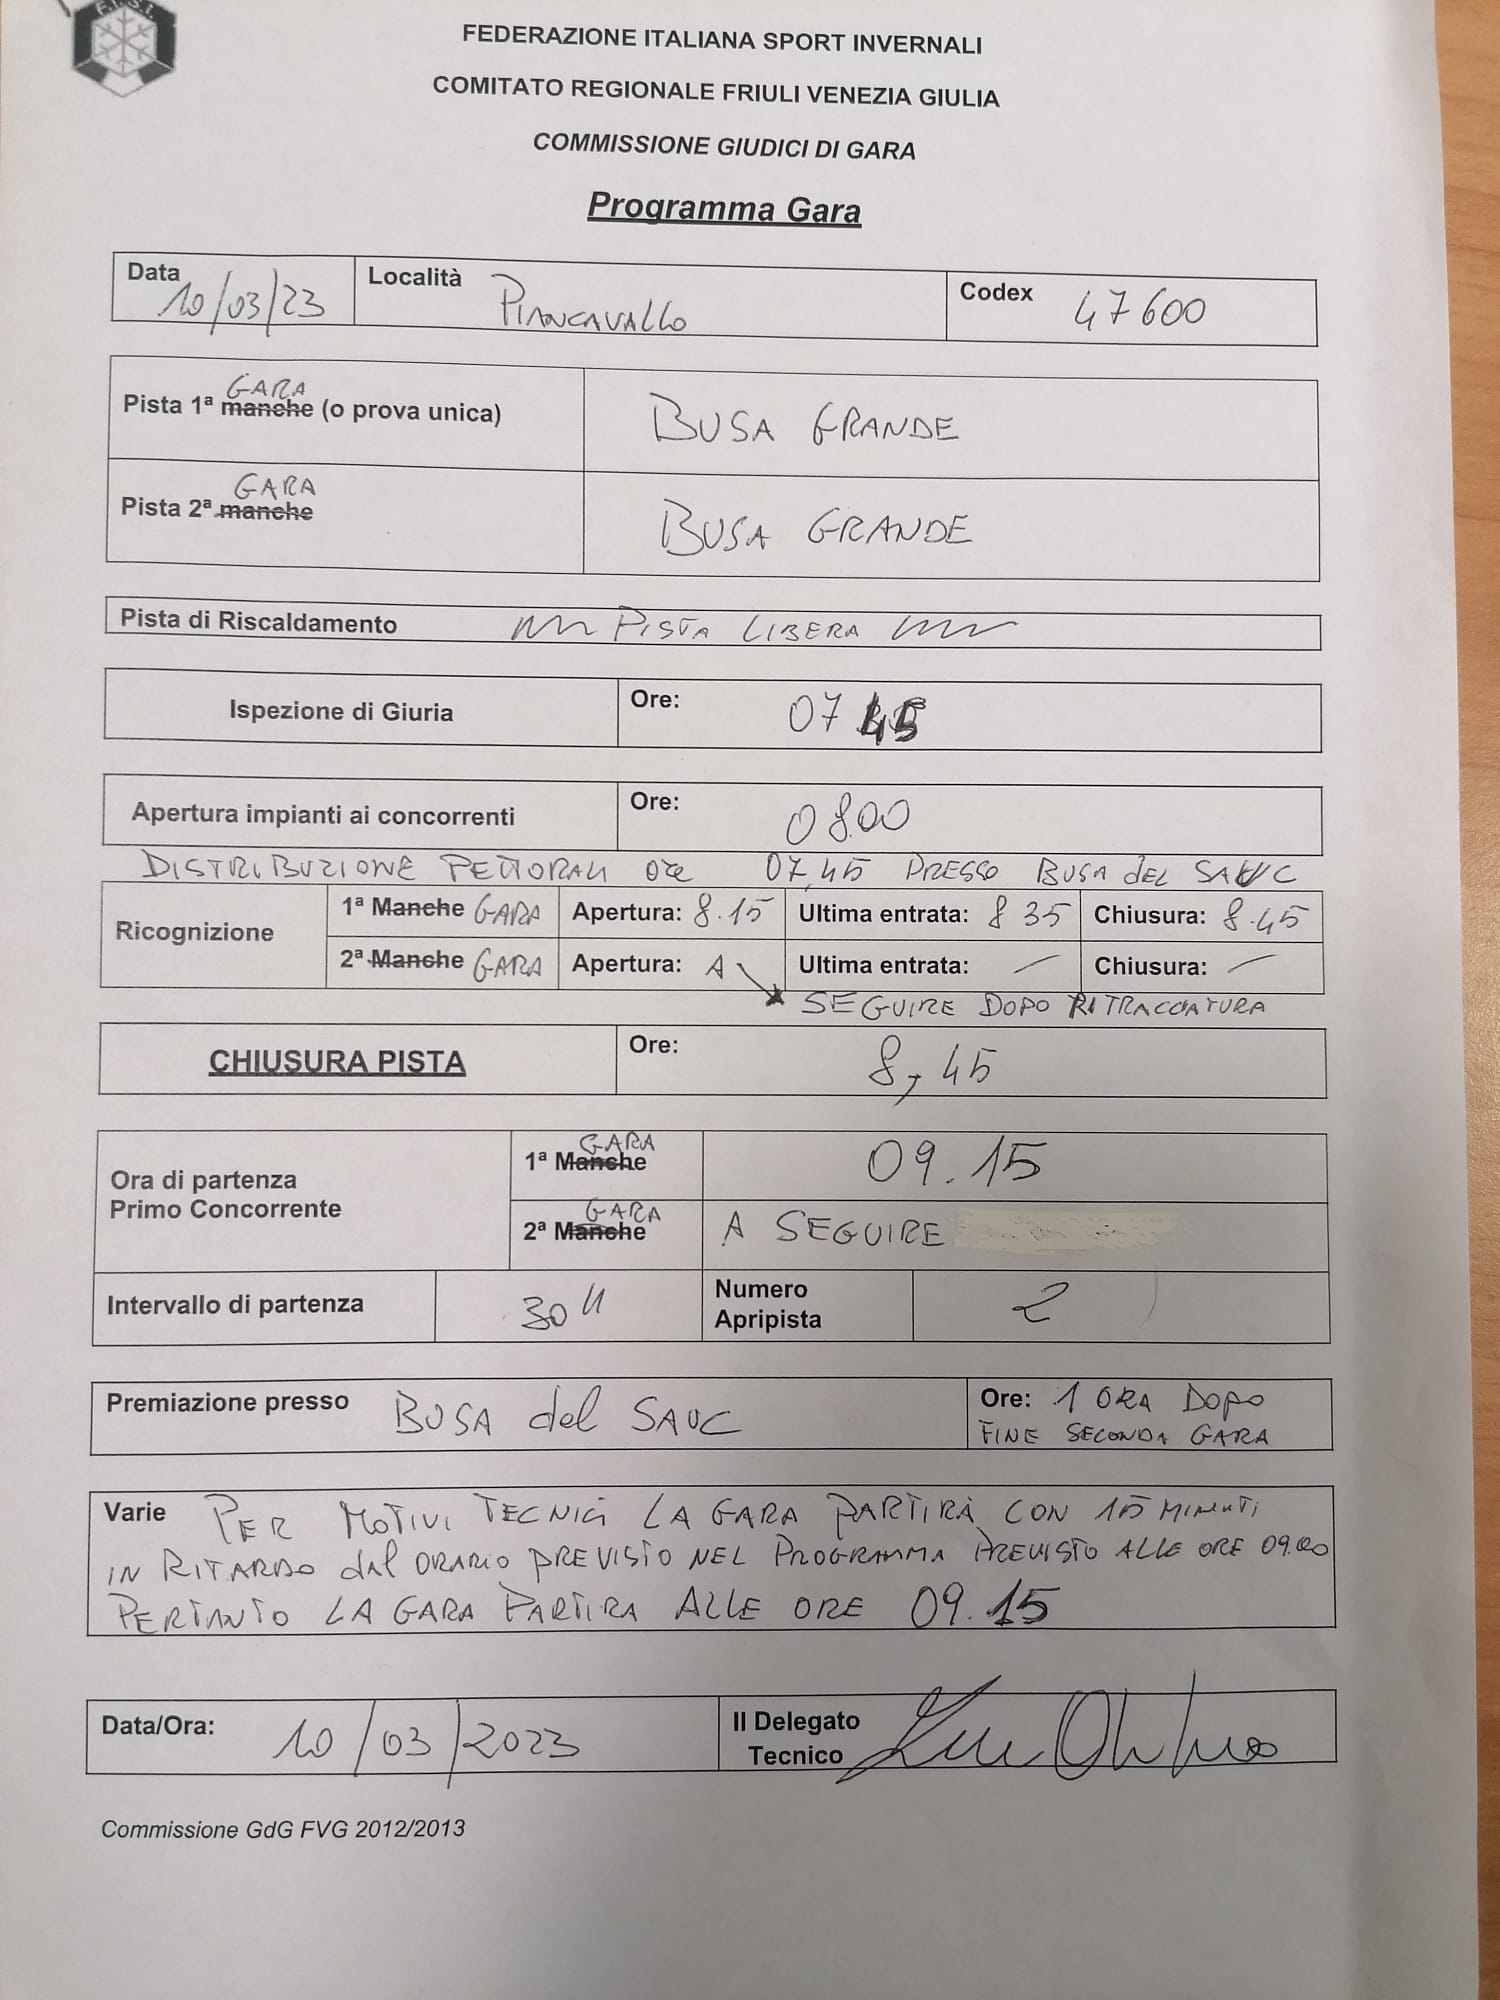 F.I.S.I.
FEDERAZIONE ITALIANA SPORT INVERNALI
COMITATO REGIONALE FRIULI VENEZIA GIULIA
COMMISSIONE GIUDICI DI GARA
Programma Gara
Data 10/03/23 Località PIANCAVALLO Codex 47600
GARA
Pista 1ª manche (o prova unica) BUSA GRANDE
GARA
Pista 2ª manche BUSA GRANDE
Pista di Riscaldamento PISTA LIBERA
Ispezione di Giuria Ore: 07 45
Apertura impianti ai concorrenti Ore: 08.00
DISTRIBUZIONE PETTORALI ore 07,45 PRESSO BUSA del SAUC
Ricognizione 1ª Manche GARA Apertura: 8.15 Ultima entrata: 8 35 Chiusura: 8.45
2ª Manche GARA Apertura: A Ultima entrata: – Chiusura: –
SEGUIRE DOPO RITRACCIATURA
CHIUSURA PISTA Ore: 8,45
Ora di partenza Primo Concorrente 1ª Manche GARA 09.15
2ª Manche GARA A SEGUIRE
Intervallo di partenza 30" Numero Apripista 2
Premiazione presso BUSA del SAUC Ore: 1 ORA DOPO
FINE SECONDA GARA
Varie PER MOTIVI TECNICI LA GARA PARTIRÀ CON 15 MINUTI
IN RITARDO dal ORARIO PREVISTO NEL PROGRAMMA PREVISTO ALLE ORE 09.00
PERTANTO LA GARA PARTIRA ALLE ORE 09.15
Data/Ora: 10/03/2023 Il Delegato Tecnico
Commissione GdG FVG 2012/2013